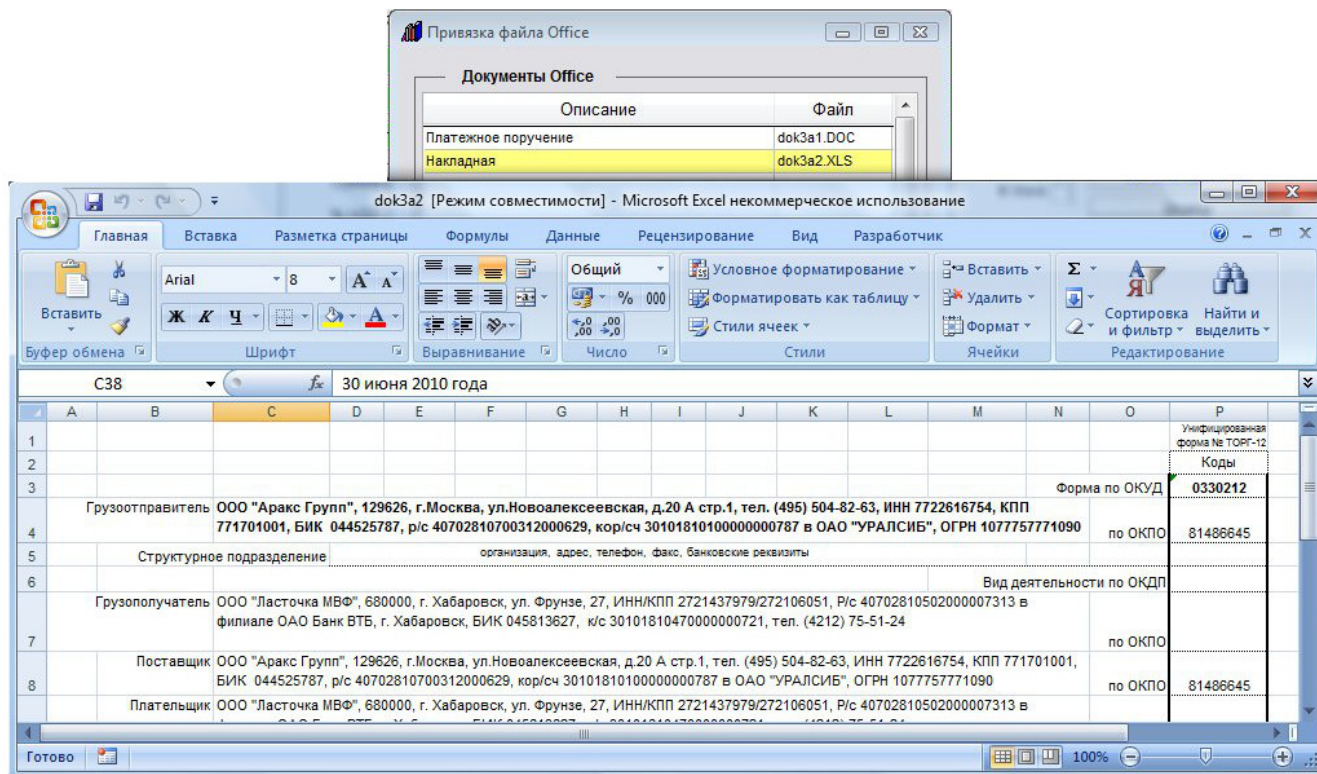 Привязка файла Office
Документы Office
Описание Файл
Платежное поручение dok3a1.DOC
Накладная dok3a2.XLS
dok3a2 [Режим совместимости] - Microsoft Excel некоммерческое использование
Главная Вставка Разметка страницы Формулы Данные Рецензирование Вид Разработчик
Вставить
Arial 8
Ж К Ч
Общий
% 000
Условное форматирование
Форматировать как таблицу
Стили ячеек
Вставить
Удалить
Формат
Σ
Сортировка и фильтр
Найти и выделить
Буфер обмена Шрифт Выравнивание Число Стили Ячейки Редактирование
C38 fx 30 июня 2010 года
A B C D E F G H I J K L M N O P
1 Унифицированная
форма № ТОРГ-12
2 Коды
3 Форма по ОКУД 0330212
Грузоотправитель ООО "Аракс Групп", 129626, г.Москва, ул.Новоалексеевская, д.20 А стр.1, тел. (495) 504-82-63, ИНН 7722616754, КПП
4 771701001, БИК 044525787, р/с 40702810700312000629, кор/сч 30101810100000000787 в ОАО "УРАЛСИБ", ОГРН 1077757771090 по ОКПО 81486645
5 Структурное подразделение организация, адрес, телефон, факс, банковские реквизиты
6 Вид деятельности по ОКДП
Грузополучатель ООО "Ласточка МВФ", 680000, г. Хабаровск, ул. Фрунзе, 27, ИНН/КПП 2721437979/272106051, Р/с 40702810502000007313 в
филиале ОАО Банк ВТБ, г. Хабаровск, БИК 045813627, к/с 30101810470000000721, тел. (4212) 75-51-24
7 по ОКПО
Поставщик ООО "Аракс Групп", 129626, г.Москва, ул.Новоалексеевская, д.20 А стр.1, тел. (495) 504-82-63, ИНН 7722616754, КПП 771701001,
8 БИК 044525787, р/с 40702810700312000629, кор/сч 30101810100000000787 в ОАО "УРАЛСИБ", ОГРН 1077757771090 по ОКПО 81486645
Плательщик ООО "Ласточка МВФ", 680000, г. Хабаровск, ул. Фрунзе, 27, ИНН/КПП 2721437979/272106051, Р/с 40702810502000007313 в
Готово 100%